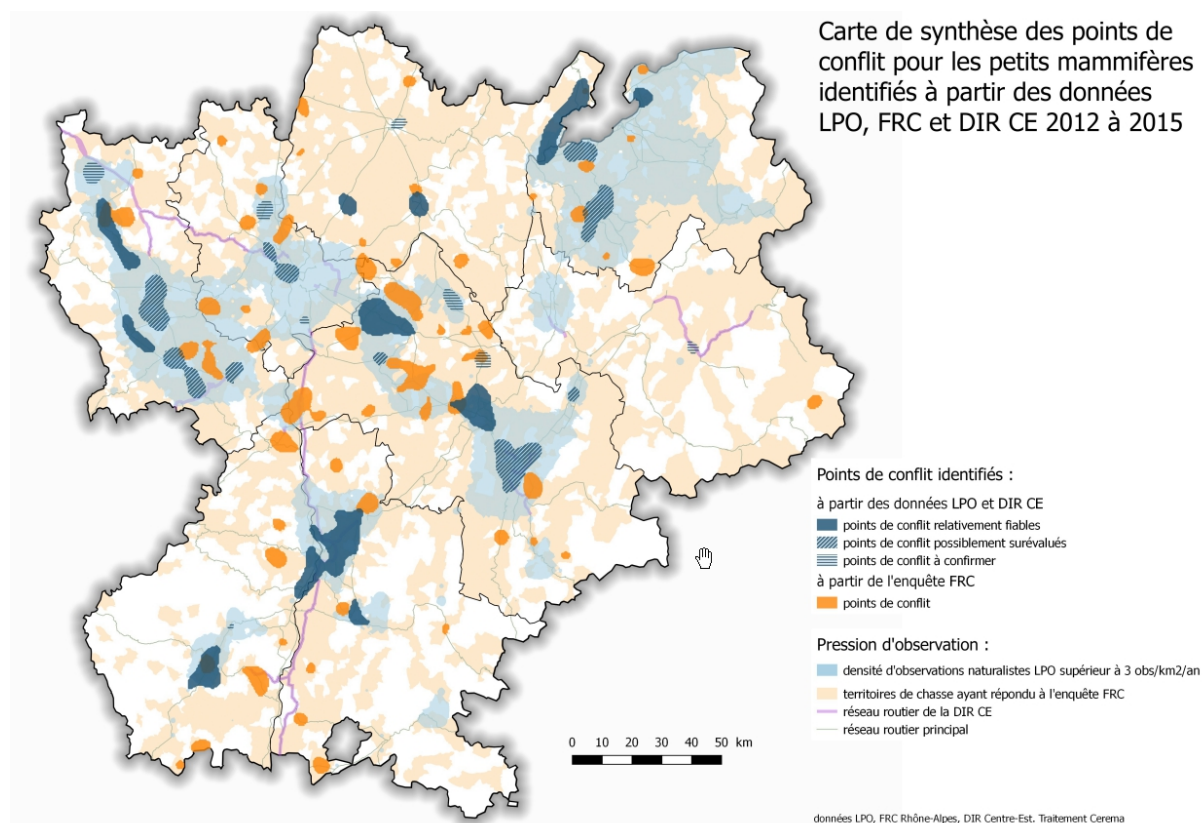 Carte de synthèse des points de
conflit pour les petits mammifères
identifiés à partir des données
LPO, FRC et DIR CE 2012 à 2015
Points de conflit identifiés :
à partir des données LPO et DIR CE
points de conflit relativement fiables
points de conflit possiblement surévalués
points de conflit à confirmer
à partir de l'enquête FRC
points de conflit
Pression d'observation :
densité d'observations naturalistes LPO supérieur à 3 obs/km2/an
territoires de chasse ayant répondu à l'enquête FRC
réseau routier de la DIR CE
réseau routier principal
0 10 20 30 40 50 km
données LPO, FRC Rhône-Alpes, DIR Centre-Est. Traitement Cerema